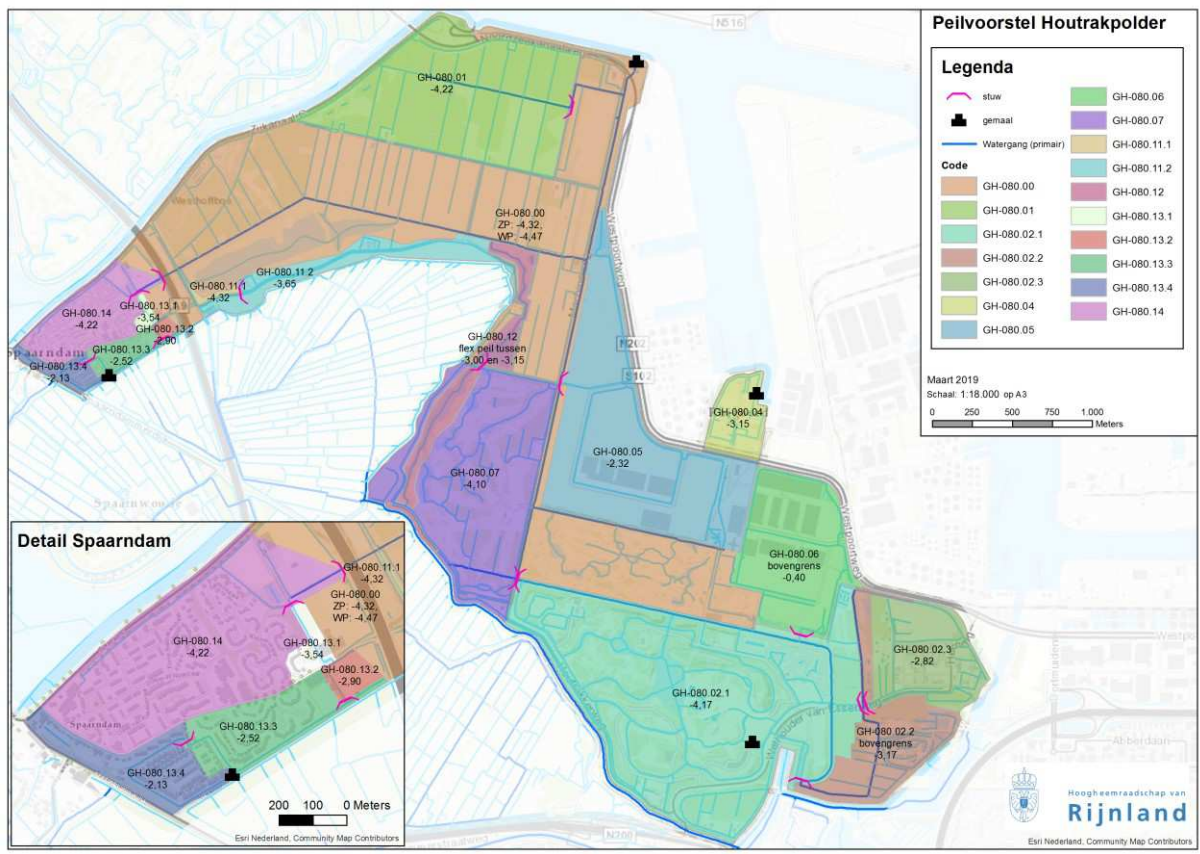 Peilvoorstel Houtrakpolder
Legenda
stuw
gemaal
Watergang (primair)
Code
GH-080.00
GH-080.01
GH-080.02.1
GH-080.02.2
GH-080.02.3
GH-080.04
GH-080.05
GH-080.06
GH-080.07
GH-080.11.1
GH-080.11.2
GH-080.12
GH-080.13.1
GH-080.13.2
GH-080.13.3
GH-080.13.4
GH-080.14
Maart 2019
Schaal: 1:18.000 op A3
0 250 500 750 1.000
Meters
N516
GH-080.01
-4,22
Westhoffbos
GH-080.00
ZP: -4,32,
WP: -4,47
Westpoortweg
GH-080.11.2
-3,65
GH-080.11.1
-4,32
GH-080.13.1
-3,54
GH-080.14
-4,22
GH-080.13.2
-2,90
Spaarndam
GH-080.13.3
-2,52
GH-080.13.4
-2,13
GH-080.12
flex peil tussen
-3,00 en -3,15
N202
S102
GH-080.04
-3,15
GH-080.05
-2,32
GH-080.07
-4,10
Spaarnwoude
Westpoortweg
GH-080.06
bovengrens
-0,40
GH-080.02.3
-2,82
GH-080.02.1
-4,17
GH-080.02.2
bovengrens
-3,17
Abberdaan
N200
Detail Spaarndam
GH-080.11.1
-4,32
GH-080.00
ZP: -4,32,
WP: -4,47
GH-080.14
-4,22
GH-080.13.1
-3,54
GH-080.13.2
-2,90
Spaarndam
GH-080.13.3
-2,52
GH-080.13.4
-2,13
200 100 0 Meters
Esri Nederland, Community Map Contributors
Hoogheemraadschap van
Rijnland
Esri Nederland, Community Map Contributors